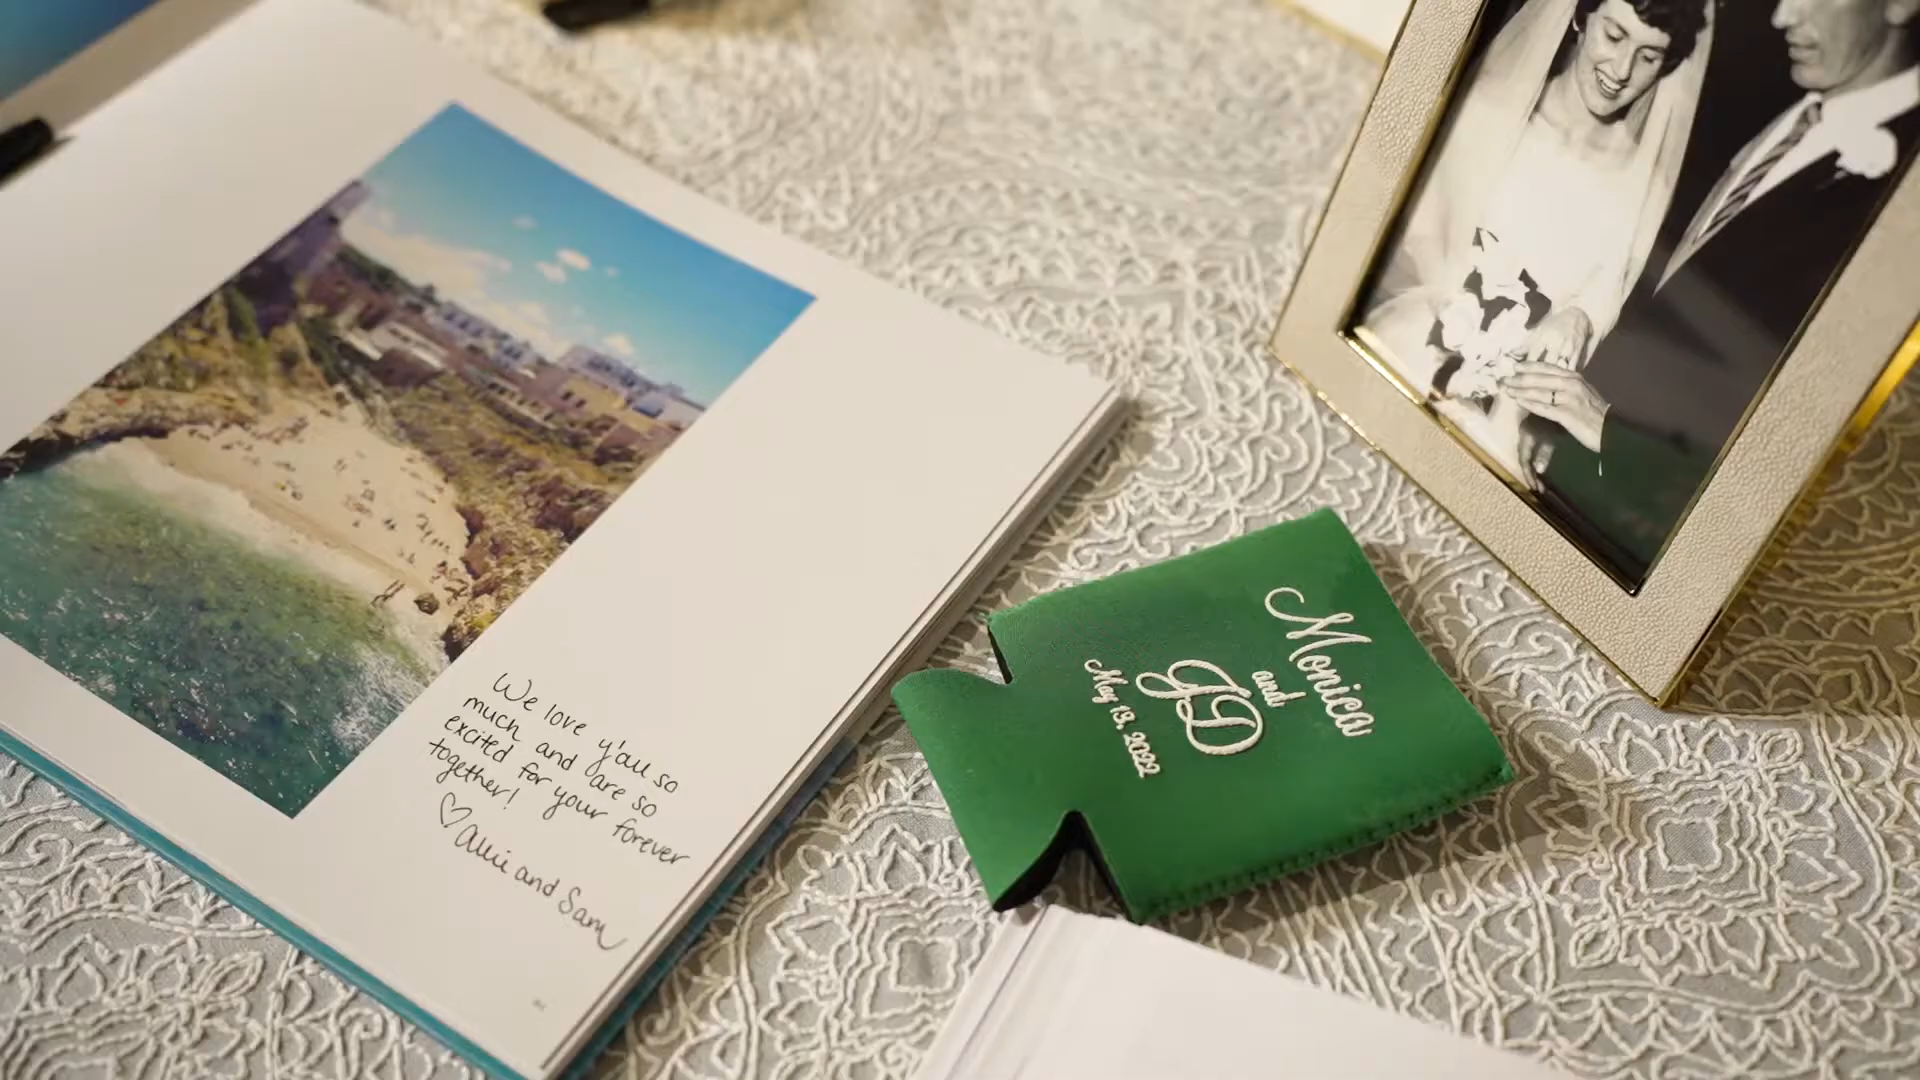 We love y'all so
much and are so
excited for your forever
together!
♡ Allie and Sam
Monica
and
JD
May 13, 2022